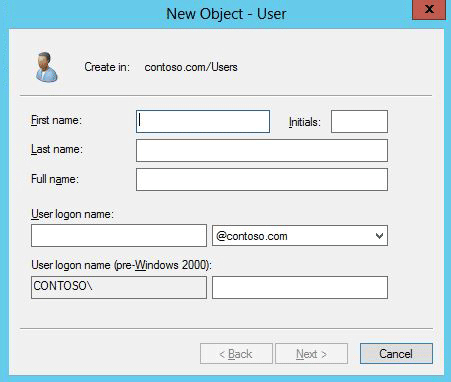 New Object - User
x
Create in: contoso.com/Users
First name: Initials:
Last name:
Full name:
User logon name:
@contoso.com
User logon name (pre-Windows 2000):
CONTOSO\
< Back Next > Cancel